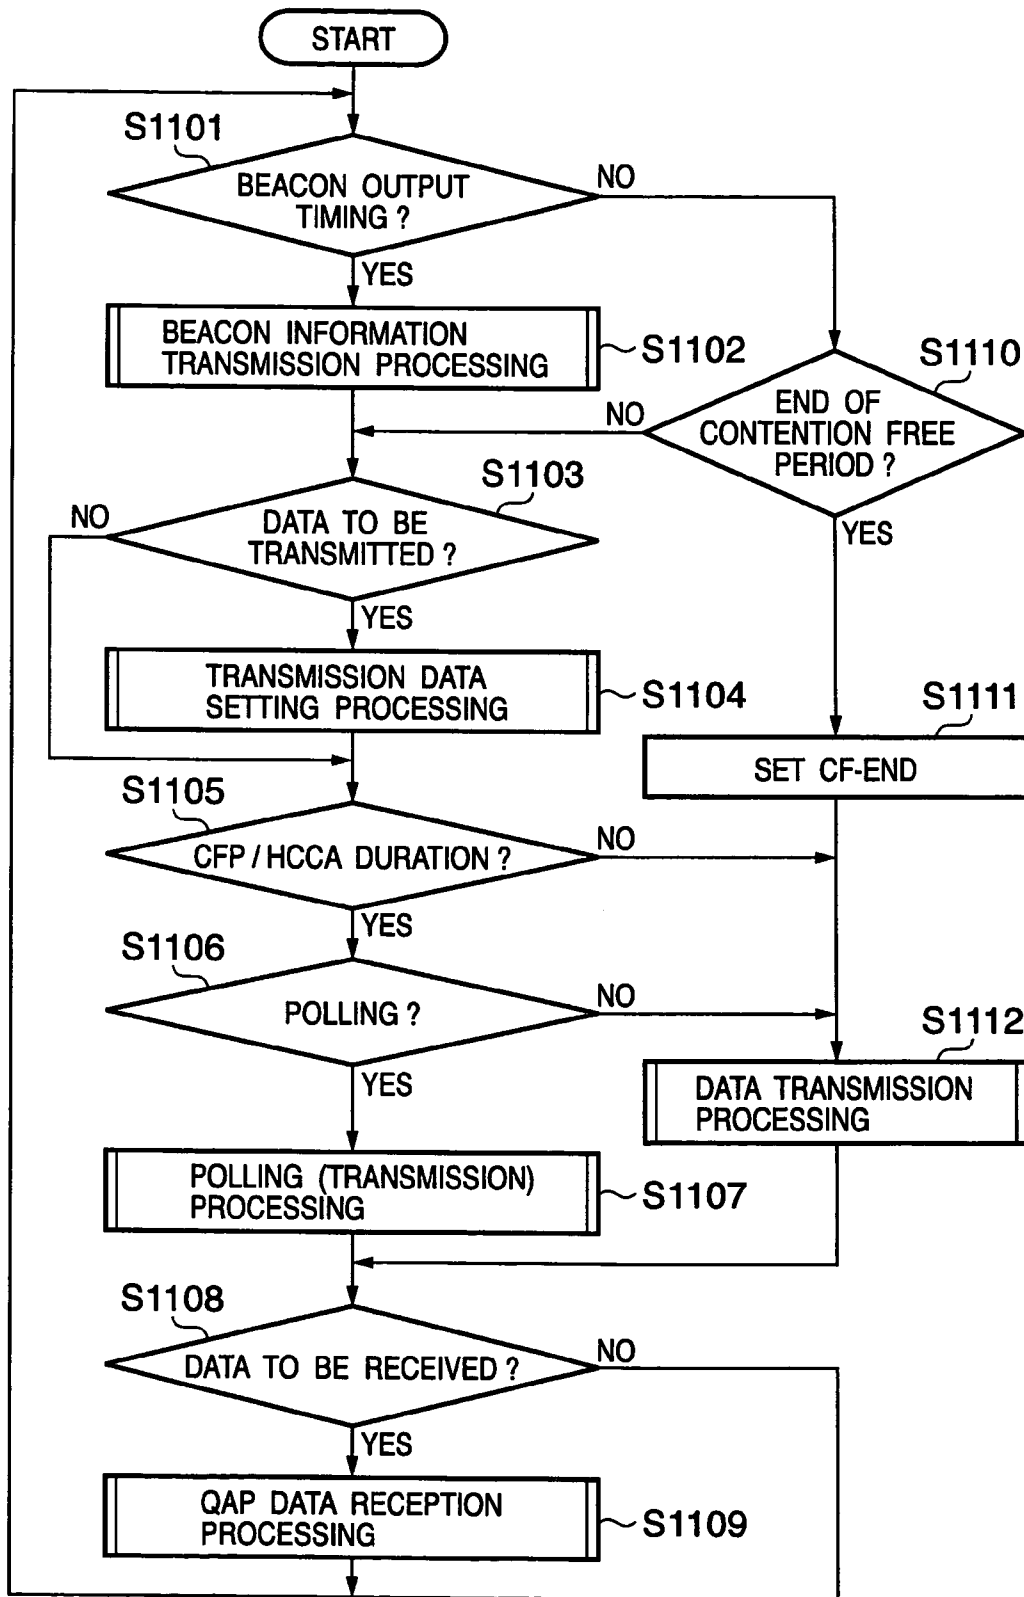 START
S1101
BEACON OUTPUT
TIMING ?
NO
YES
BEACON INFORMATION
TRANSMISSION PROCESSING
S1102
S1110
END OF
CONTENTION FREE
PERIOD ?
NO
YES
S1103
DATA TO BE
TRANSMITTED ?
NO
YES
TRANSMISSION DATA
SETTING PROCESSING
S1104
S1111
SET CF-END
S1105
CFP / HCCA DURATION ?
NO
YES
S1106
POLLING ?
NO
YES
S1112
DATA TRANSMISSION
PROCESSING
POLLING (TRANSMISSION)
PROCESSING
S1107
S1108
DATA TO BE RECEIVED ?
NO
YES
QAP DATA RECEPTION
PROCESSING
S1109